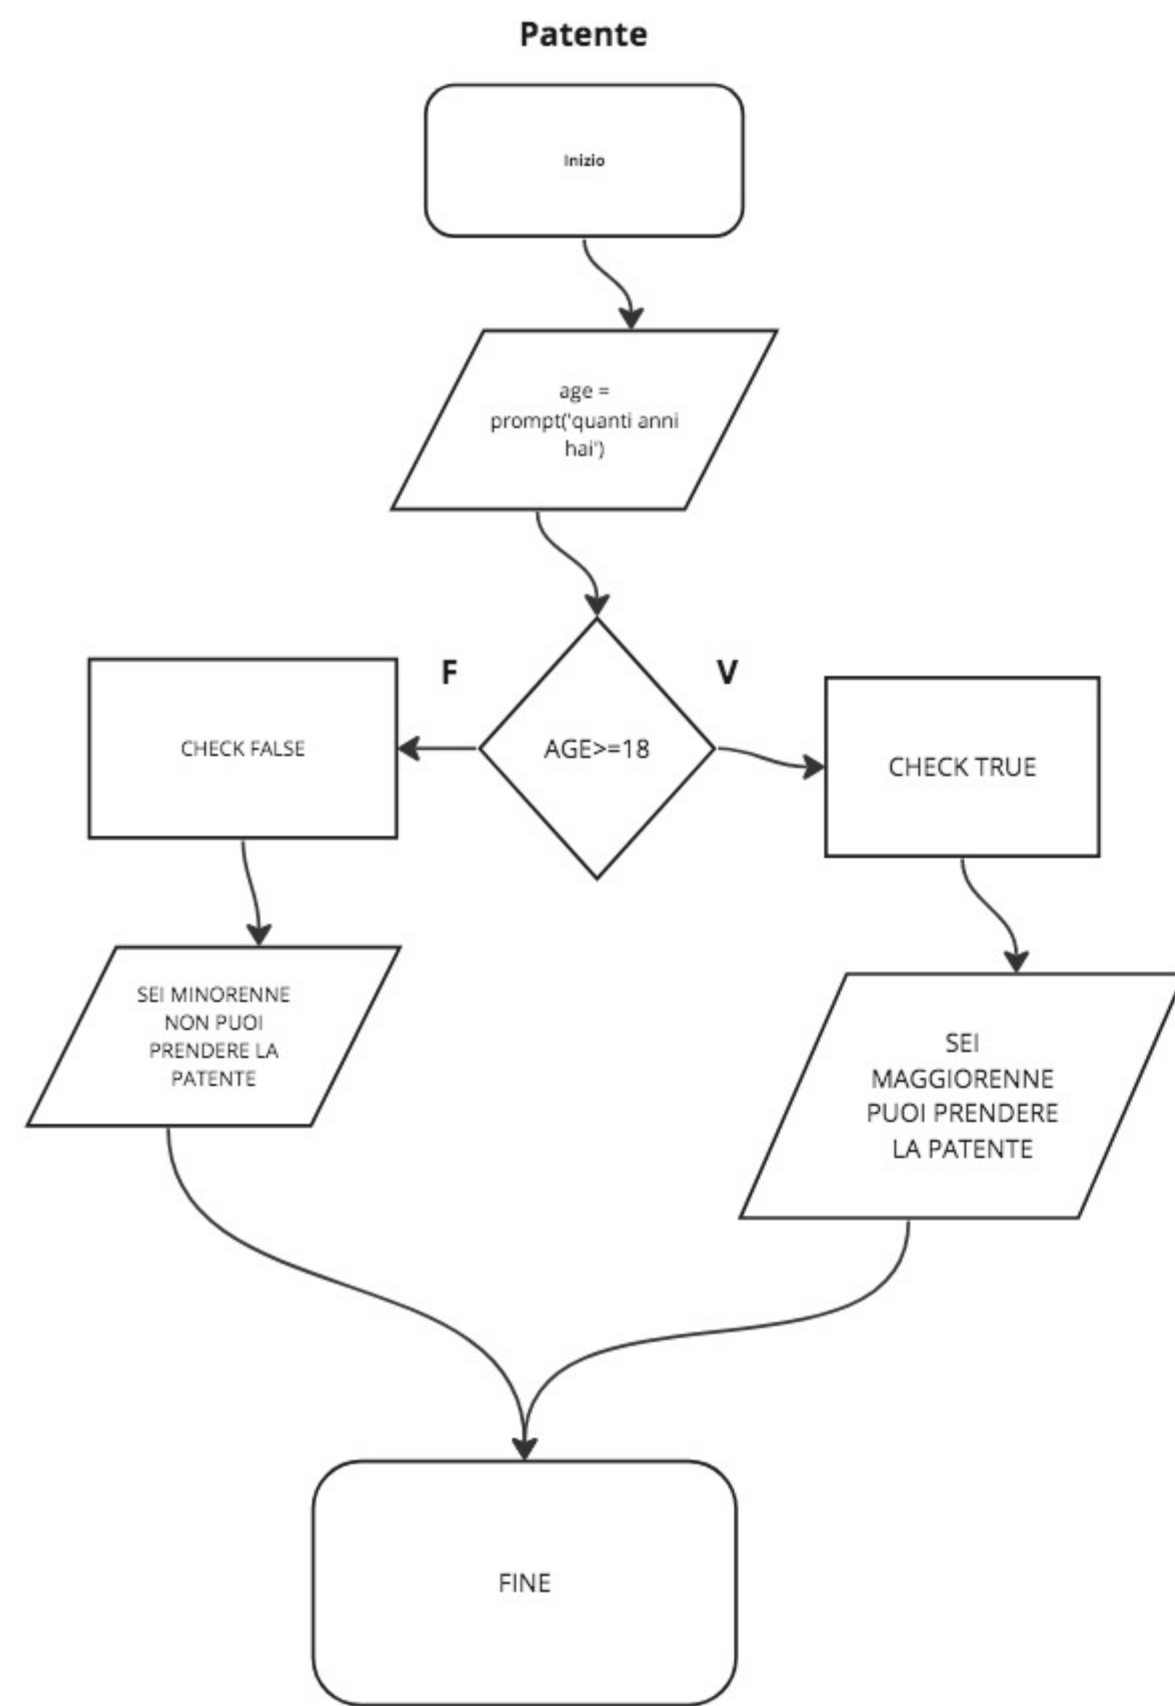 Patente
Inizio
age =
prompt('quanti anni
hai')
F
V
CHECK FALSE
AGE>=18
CHECK TRUE
SEI MINORENNE
NON PUOI
PRENDERE LA
PATENTE
SEI
MAGGIORENNE
PUOI PRENDERE
LA PATENTE
FINE